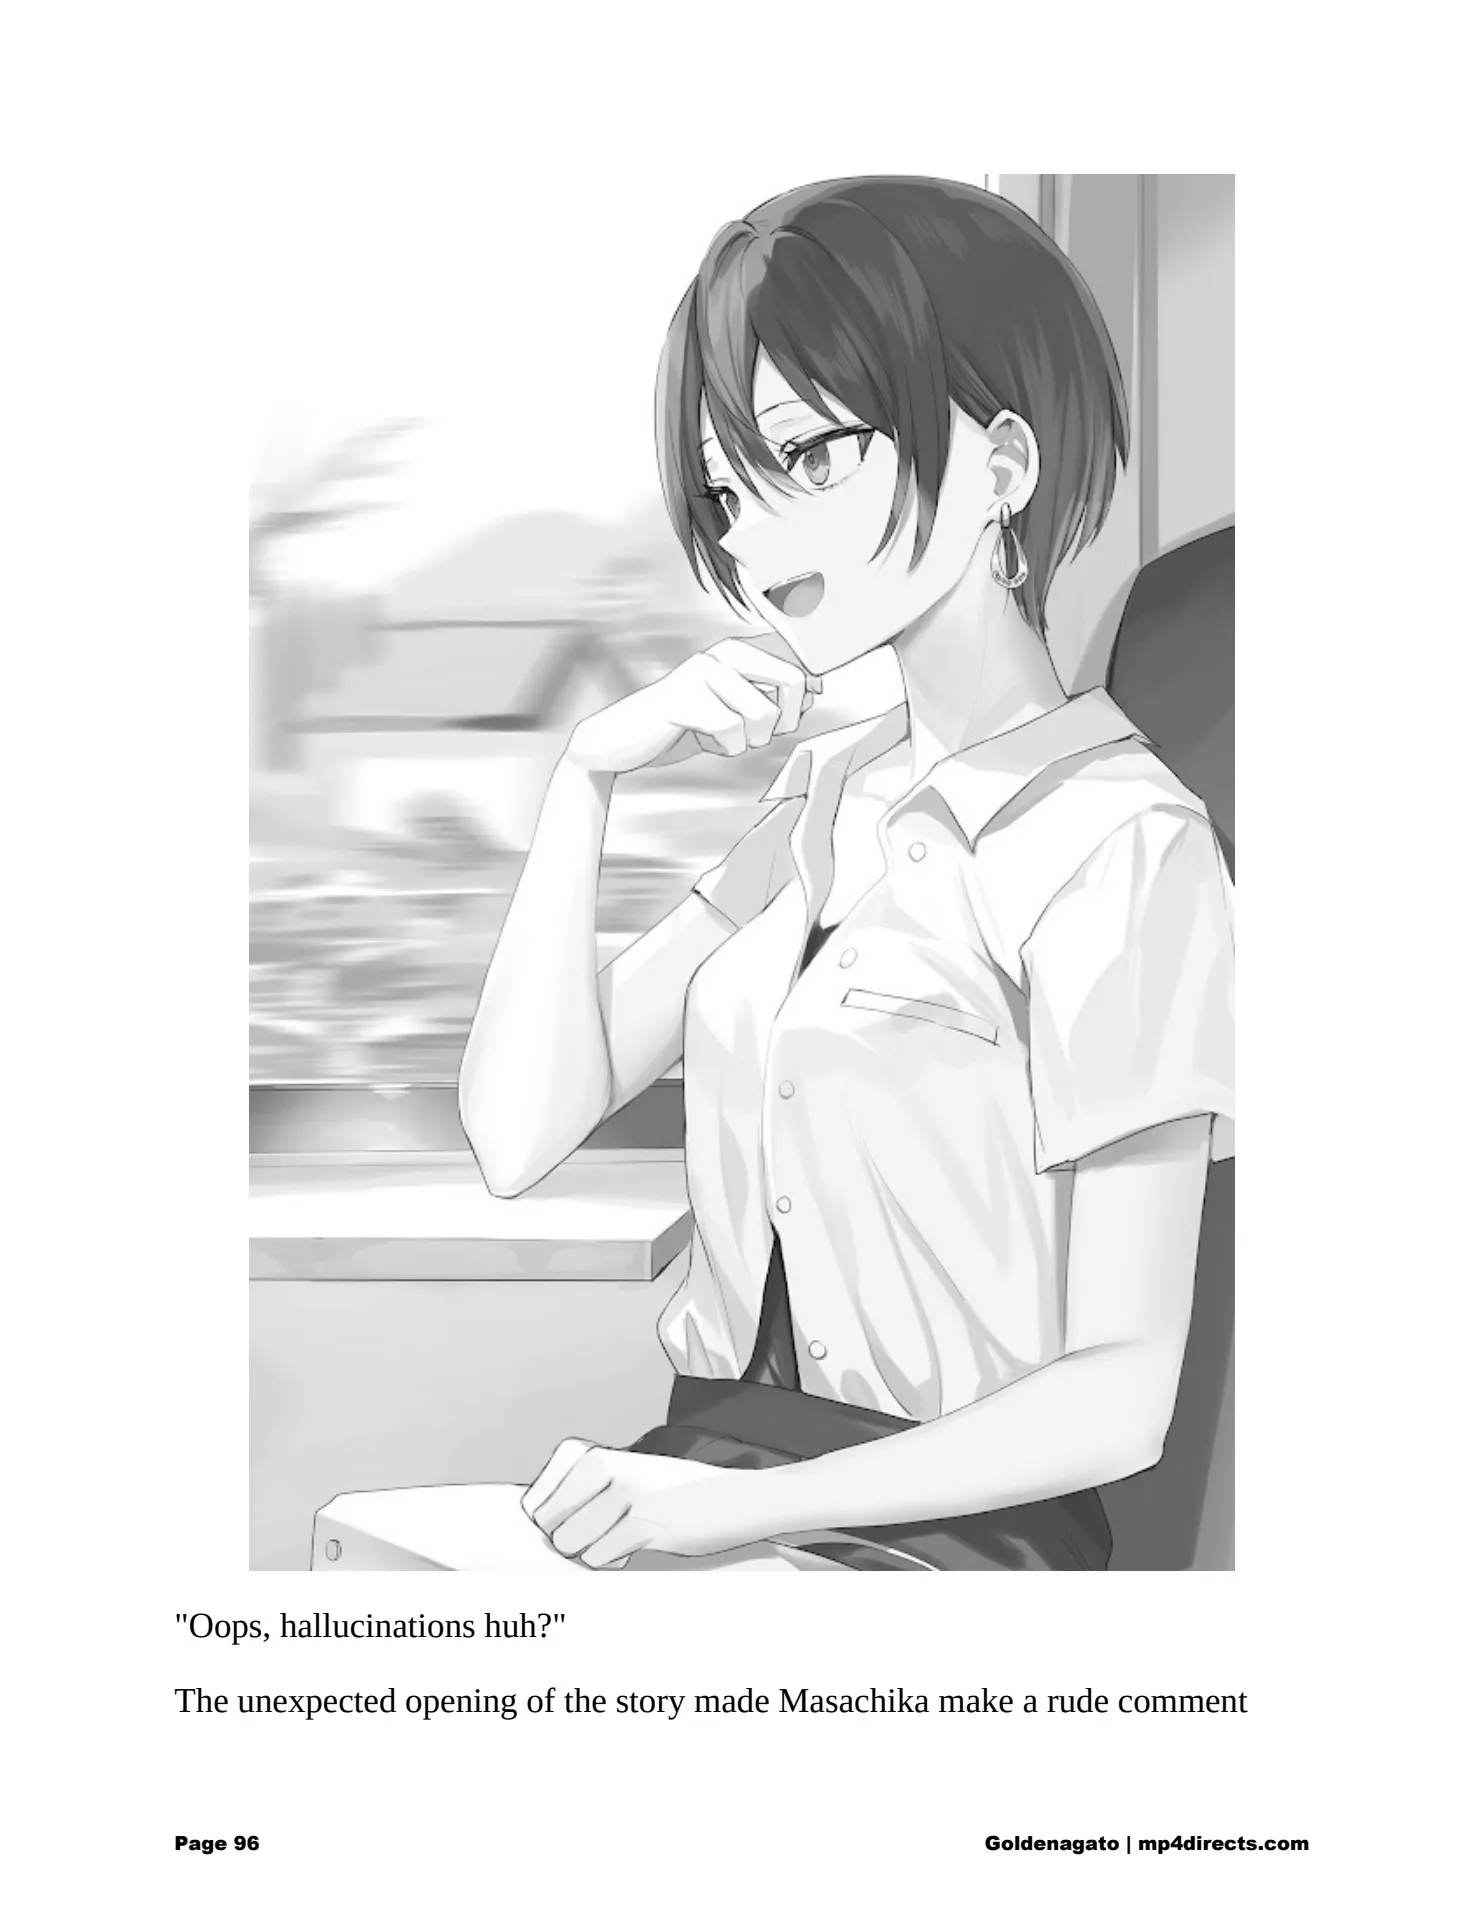 "Oops, hallucinations huh?"
The unexpected opening of the story made Masachika make a rude comment
Page 96
Goldenagato | mp4directs.com